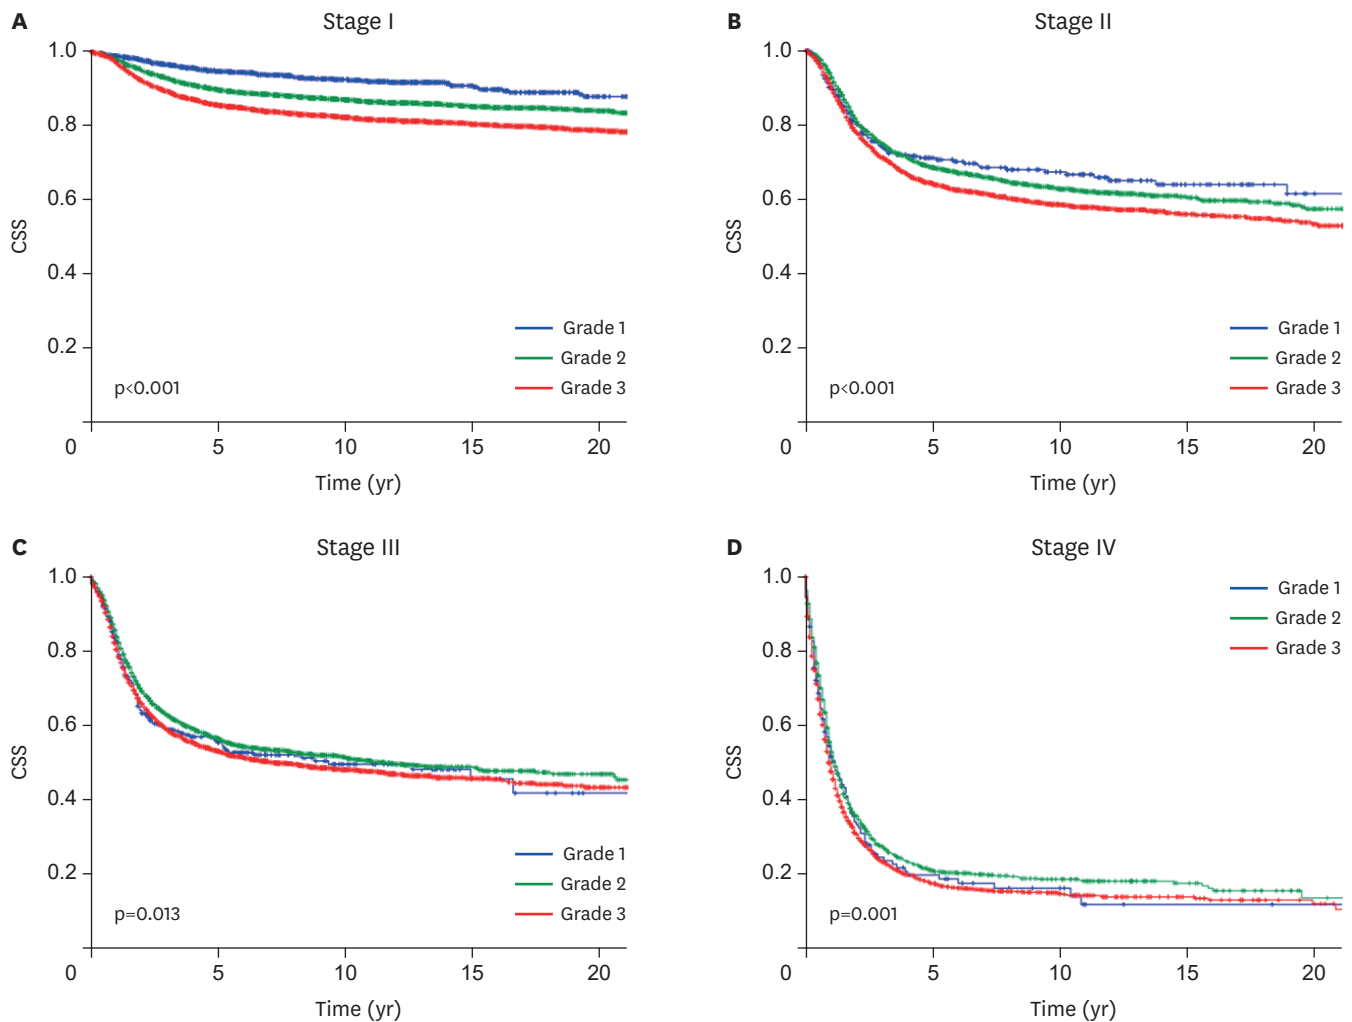 A
Stage I
1.0
0.8
0.6
0.4
0.2
0
CSS
5
10
15
20
Time (yr)
Grade 1
Grade 2
Grade 3
p<0.001
B
Stage II
1.0
0.8
0.6
0.4
0.2
0
CSS
5
10
15
20
Time (yr)
Grade 1
Grade 2
Grade 3
p<0.001
C
Stage III
1.0
0.8
0.6
0.4
0.2
0
CSS
5
10
15
20
Time (yr)
Grade 1
Grade 2
Grade 3
p=0.013
D
Stage IV
1.0
0.8
0.6
0.4
0.2
0
CSS
5
10
15
20
Time (yr)
Grade 1
Grade 2
Grade 3
p=0.001